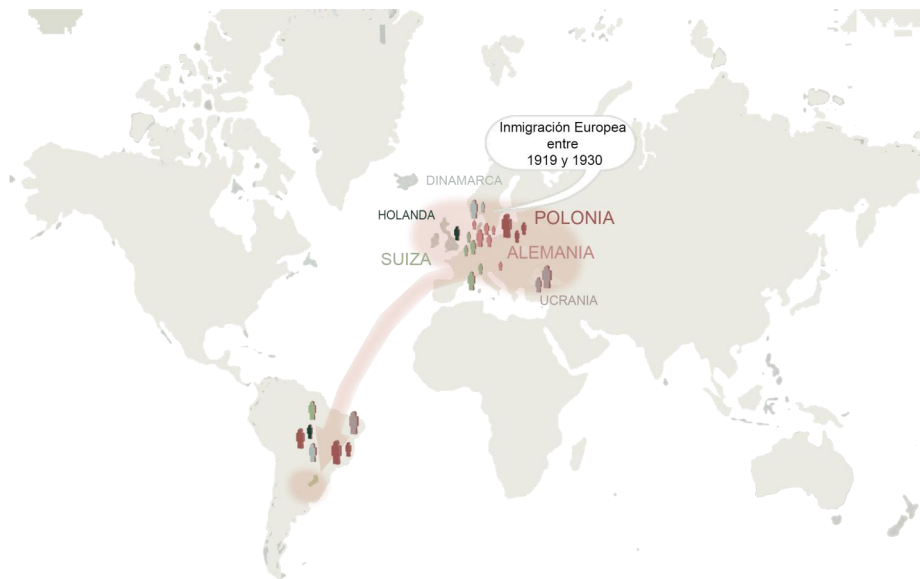 Inmigración Europea
entre
1919 y 1930
DINAMARCA
HOLANDA
POLONIA
SUIZA
ALEMANIA
UCRANIA